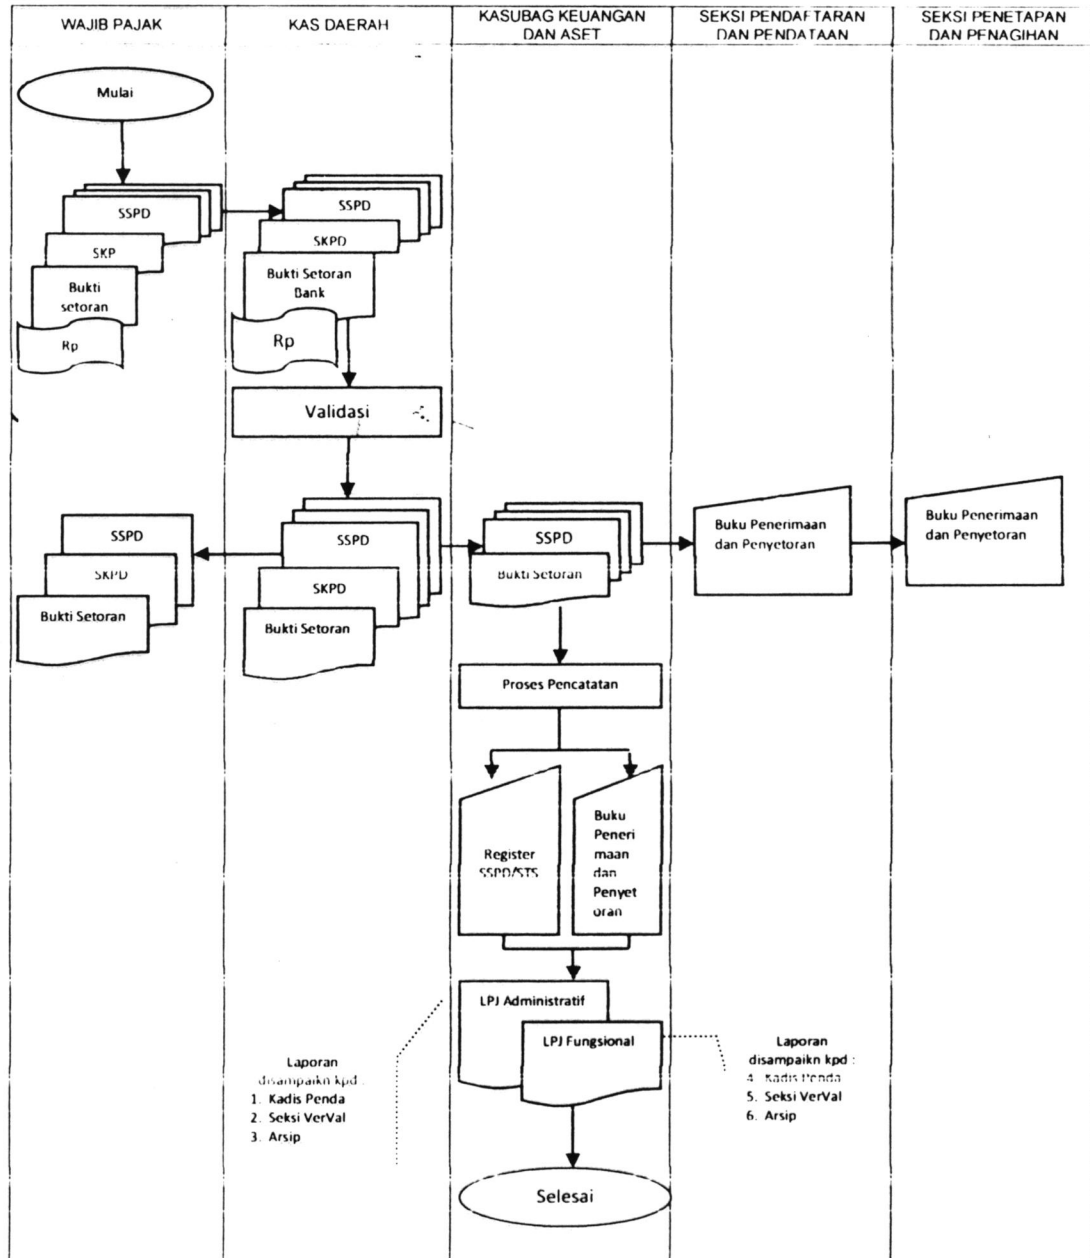 WAJIB PAJAK
KAS DAERAH
KASUBAG KEUANGAN
DAN ASET
SEKSI PENDAFTARAN
DAN PENDATAAN
SEKSI PENETAPAN
DAN PENAGIHAN
Mulai
SSPD
SKP
Bukti
setoran
Rp
SSPD
SKPD
Bukti Setoran
Bank
Rp
Validasi
SSPD
SKPD
Bukti Setoran
SSPD
SKPD
Bukti Setoran
SSPD
Bukti Setoran
Buku Penerimaan
dan Penyetoran
Buku Penerimaan
dan Penyetoran
Proses Pencatatan
Register
SSPD/STS
Buku
Peneri
maan
dan
Penyet
oran
LPJ Administratif
LPJ Fungsional
Laporan
disampaikn kpd :
1. Kadis Penda
2. Seksi VerVal
3. Arsip
Laporan
disampaikn kpd :
4. Kadis Penda
5. Seksi VerVal
6. Arsip
Selesai